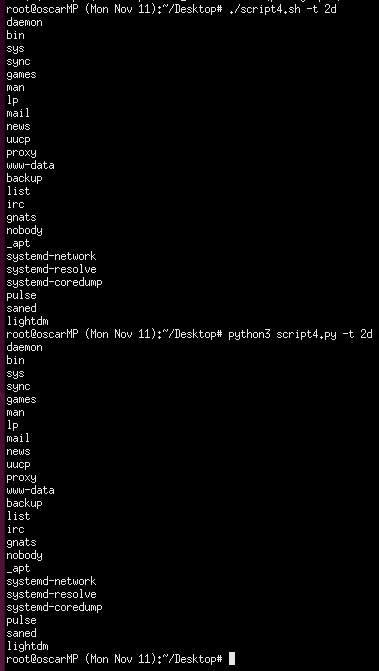 root@oscarMP (Mon Nov 11):~/Desktop# ./script4.sh -t 2d
daemon
bin
sys
sync
games
man
lp
mail
news
uucp
proxy
www-data
backup
list
irc
gnats
nobody
_apt
systemd-network
systemd-resolve
systemd-coredump
pulse
saned
lightdm
root@oscarMP (Mon Nov 11):~/Desktop# python3 script4.py -t 2d
daemon
bin
sys
sync
games
man
lp
mail
news
uucp
proxy
www-data
backup
list
irc
gnats
nobody
_apt
systemd-network
systemd-resolve
systemd-coredump
pulse
saned
lightdm
root@oscarMP (Mon Nov 11):~/Desktop#